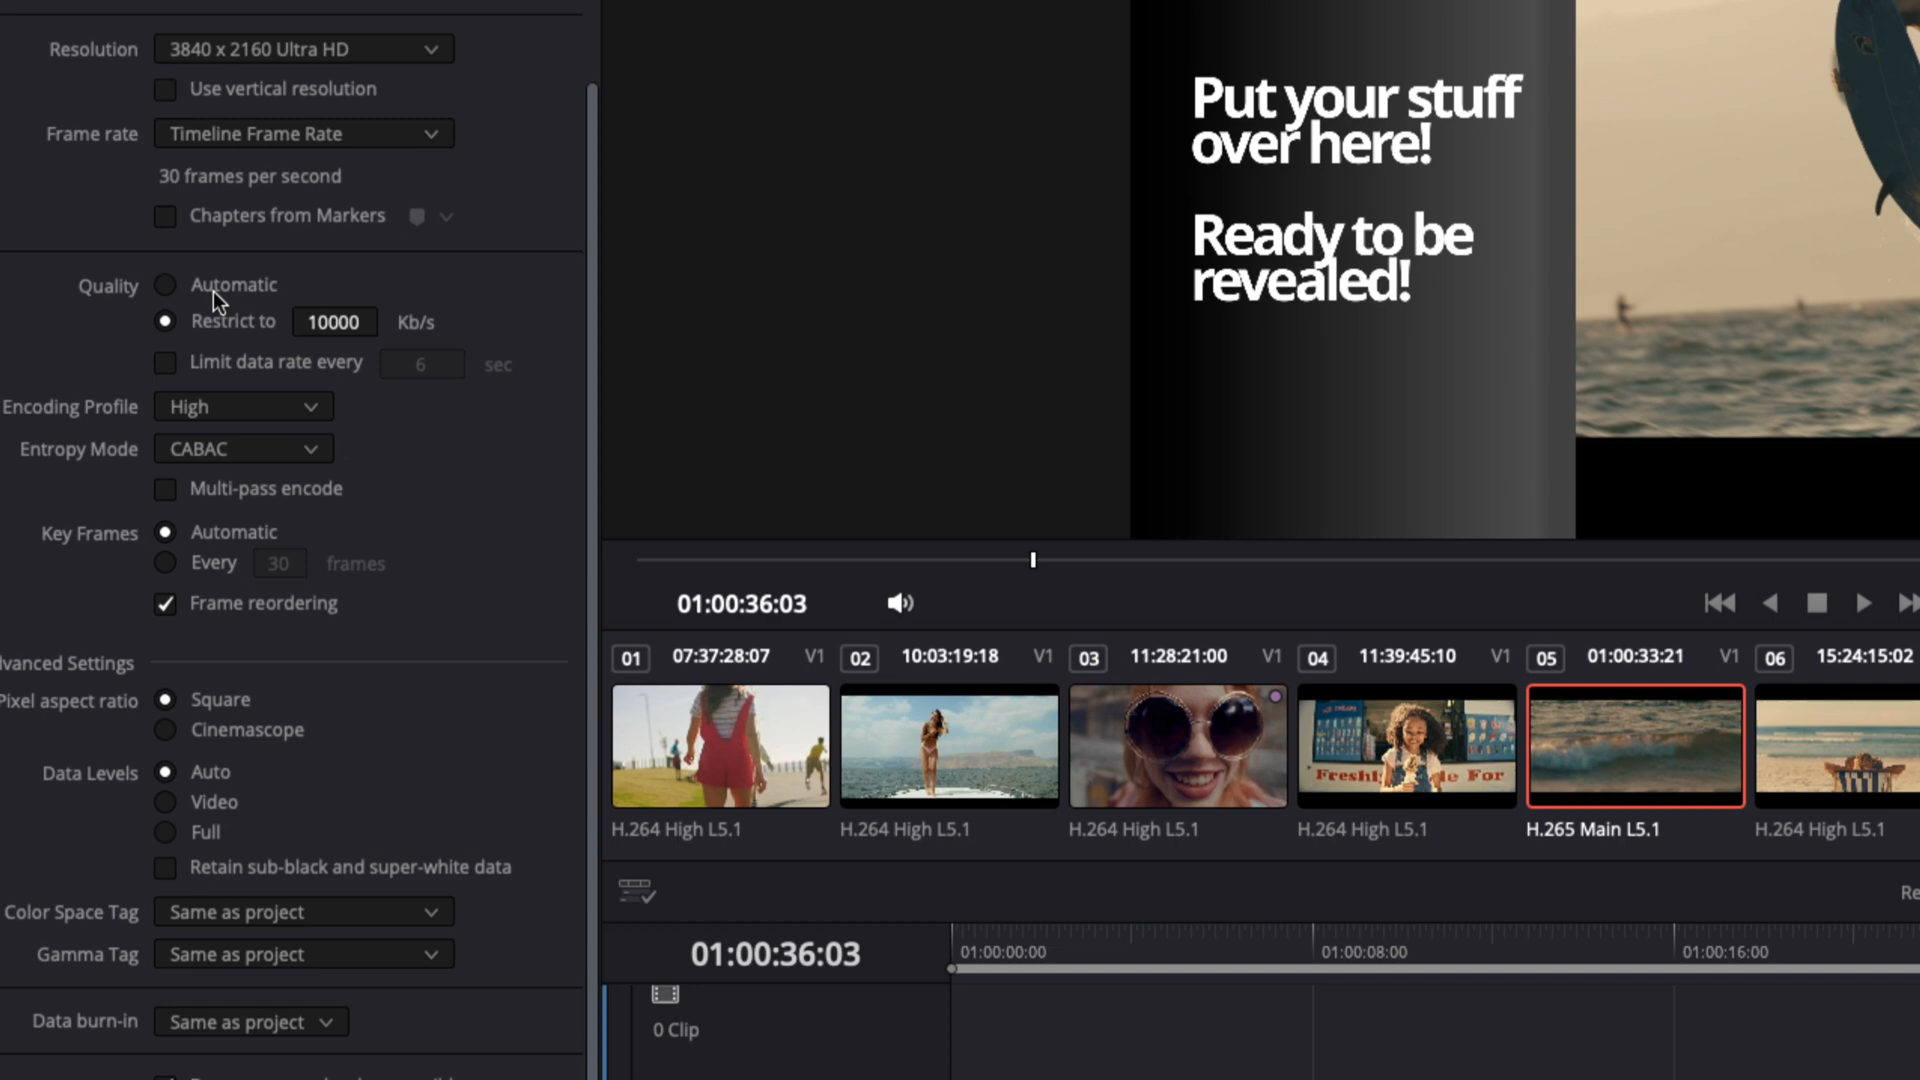 Resolution 3840 x 2160 Ultra HD
Use vertical resolution
Frame rate Timeline Frame Rate
30 frames per second
Chapters from Markers
Quality Automatic
Restrict to 10000 Kb/s
Limit data rate every 6 sec
Encoding Profile High
Entropy Mode CABAC
Multi-pass encode
Key Frames Automatic
Every 30 frames
Frame reordering
dvanced Settings
Pixel aspect ratio Square
Cinemascope
Data Levels Auto
Video
Full
Retain sub-black and super-white data
Color Space Tag Same as project
Gamma Tag Same as project
Data burn-in Same as project
Put your stuff
over here!
Ready to be
revealed!
01:00:36:03
01 07:37:28:07 V1 02 10:03:19:18 V1 03 11:28:21:00 V1 04 11:39:45:10 V1 05 01:00:33:21 V1 06 15:24:15:02
For
H.264 High L5.1 H.264 High L5.1 H.264 High L5.1 H.264 High L5.1 H.265 Main L5.1 H.264 High L5.1
Re
01:00:36:03 01:00:00:00 01:00:08:00 01:00:16:00
0 Clip